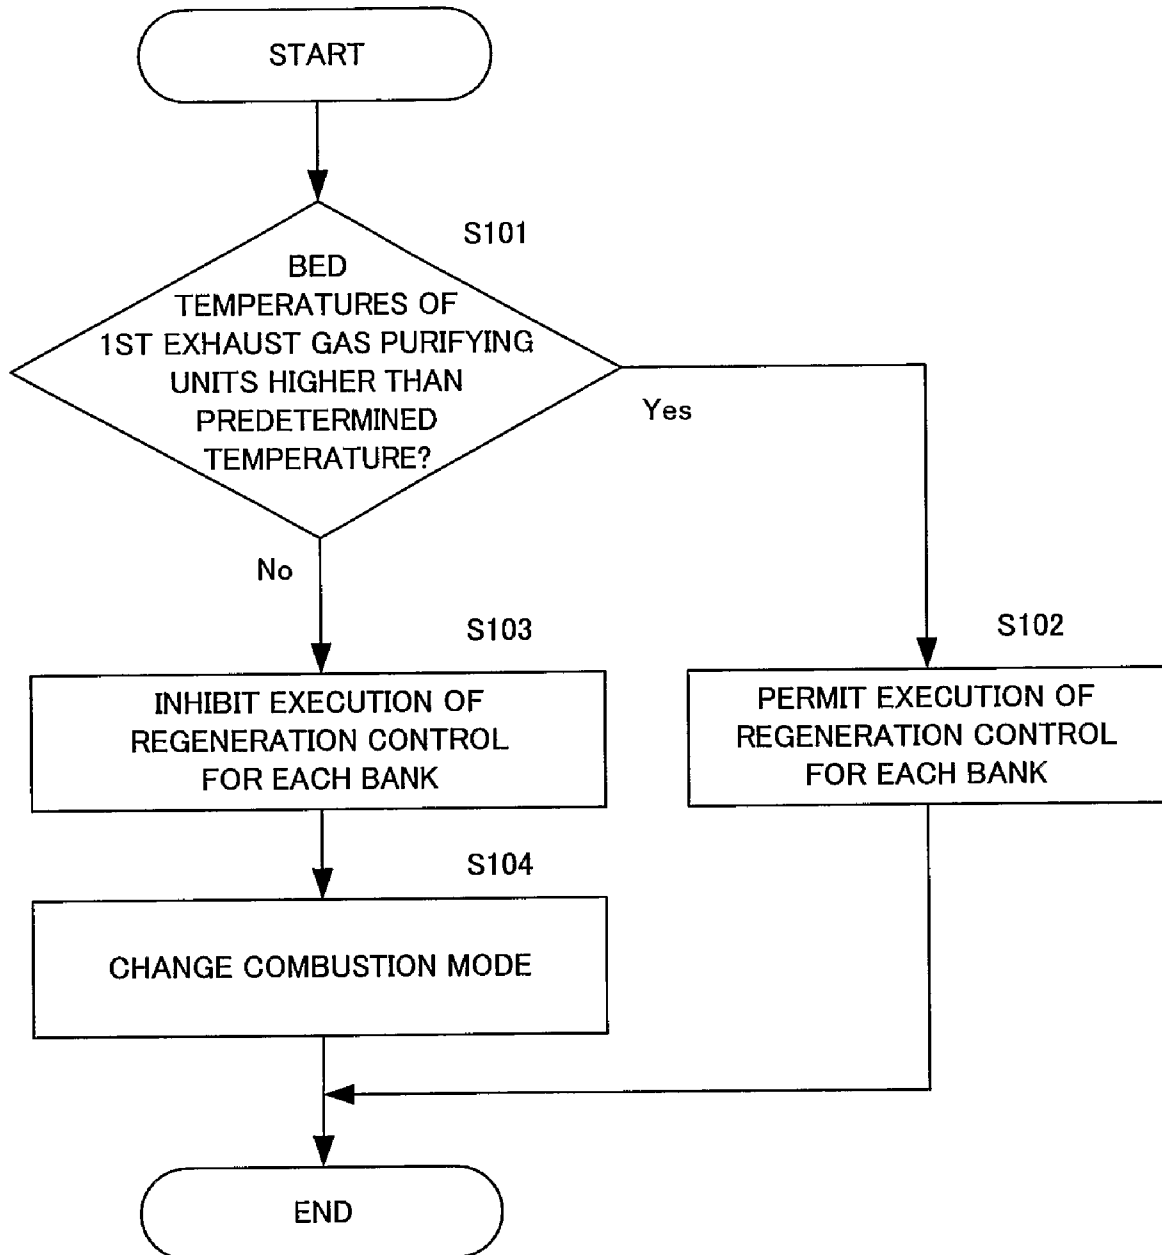 START
S101
BED
TEMPERATURES OF
1ST EXHAUST GAS PURIFYING
UNITS HIGHER THAN
PREDETERMINED
TEMPERATURE?
Yes
No
S103
INHIBIT EXECUTION OF
REGENERATION CONTROL
FOR EACH BANK
S102
PERMIT EXECUTION OF
REGENERATION CONTROL
FOR EACH BANK
S104
CHANGE COMBUSTION MODE
END